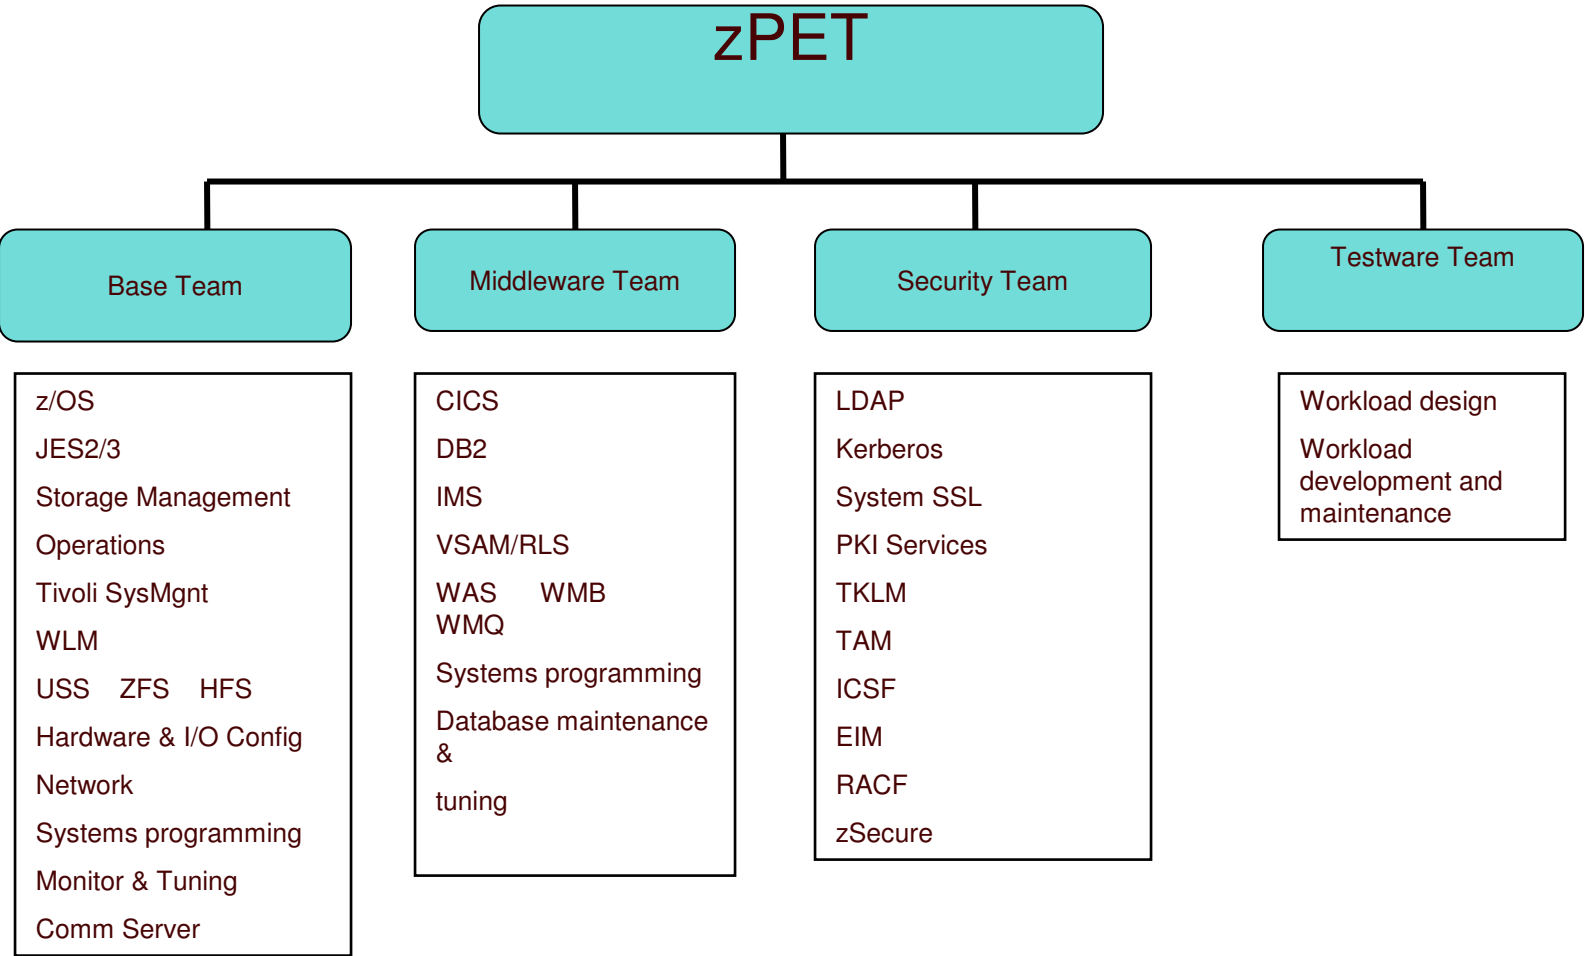 zPET
Base Team
Middleware Team
Security Team
Testware Team
z/OS
JES2/3
Storage Management
Operations
Tivoli SysMgnt
WLM
USS ZFS HFS
Hardware & I/O Config
Network
Systems programming
Monitor & Tuning
Comm Server
CICS
DB2
IMS
VSAM/RLS
WAS WMB
WMQ
Systems programming
Database maintenance
&
tuning
LDAP
Kerberos
System SSL
PKI Services
TKLM
TAM
ICSF
EIM
RACF
zSecure
Workload design
Workload
development and
maintenance